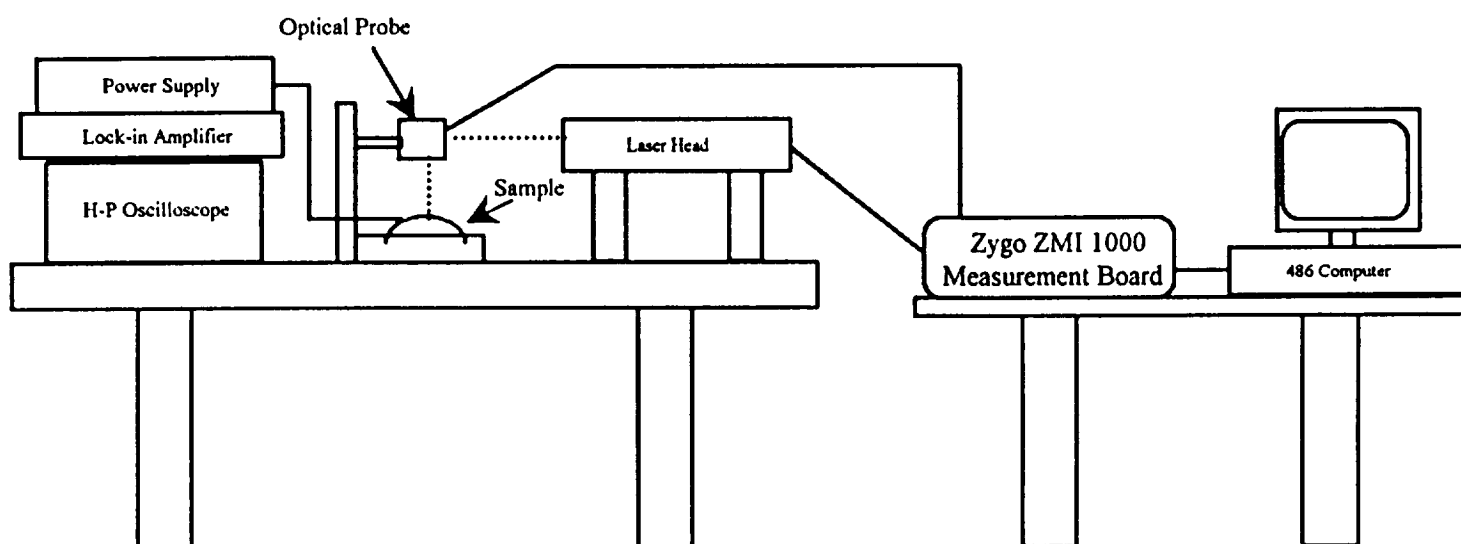 Optical Probe
Power Supply
Lock-in Amplifier
H-P Oscilloscope
Laser Head
Sample
Zygo ZMI 1000
Measurement Board
486 Computer